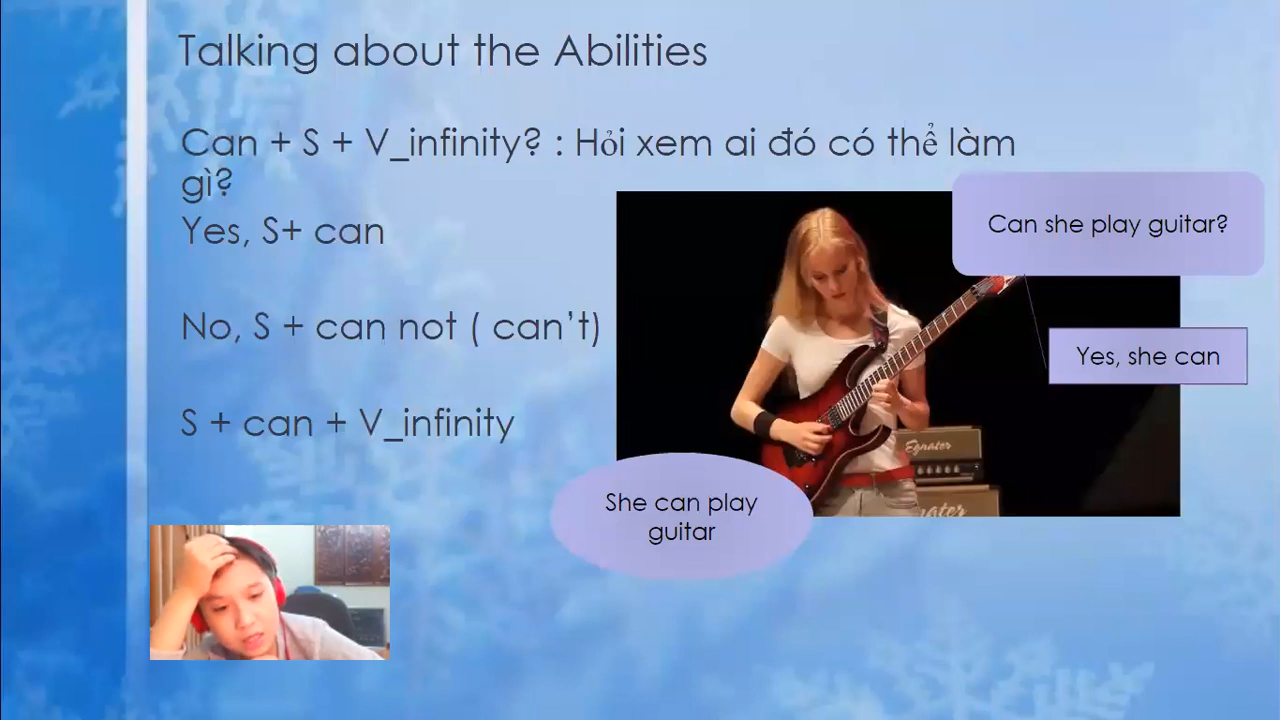 Talking about the Abilities
Can + S + V_infinity? : Hỏi xem ai đó có thể làm
gì?
Yes, S+ can
No, S + can not ( can’t)
S + can + V_infinity
Can she play guitar?
Yes, she can
She can play
guitar
Egnater
nater